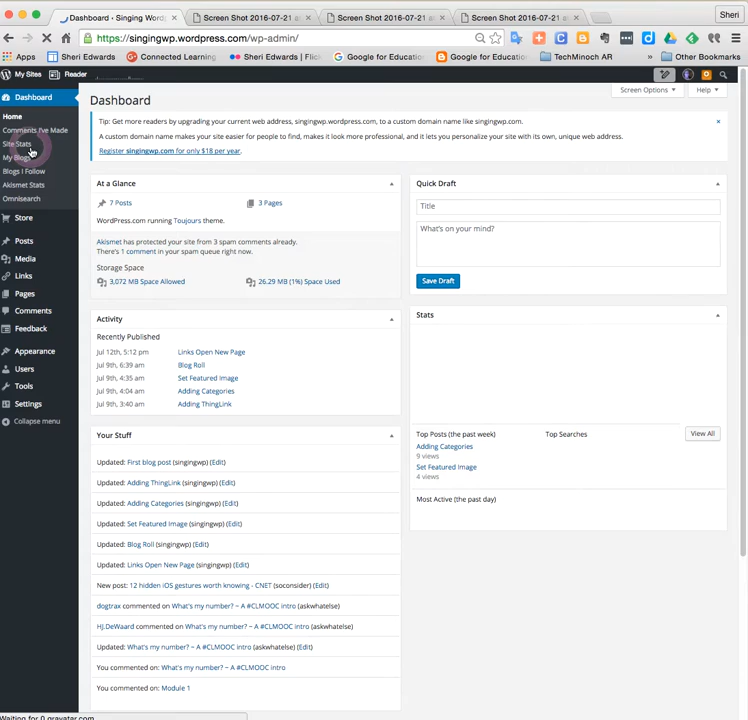 Dashboard ‹ Singing Word
Screen Shot 2016-07-21 a
Screen Shot 2016-07-21 a
Screen Shot 2016-07-21 a
Sheri
https://singingwp.wordpress.com/wp-admin/
Apps
Sheri Edwards
Connected Learning
Sheri Edwards | Flick
Google for Education
Google for Education:
TechMinoch AR
Other Bookmarks
My Sites
Reader
Dashboard
Home
Comments I've Made
Site Stats
My Blogs
Blogs I Follow
Akismet Stats
Omnisearch
Store
Posts
Media
Links
Pages
Comments
Feedback
Appearance
Users
Tools
Settings
Collapse menu
Dashboard
Screen Options
Help
Tip: Get more readers by upgrading your current web address, singingwp.wordpress.com, to a custom domain name like singingwp.com.
A custom domain name makes your site easier for people to find, makes it look more professional, and it lets you personalize your site with its own, unique web address.
Register singingwp.com for only $18 per year.
At a Glance
7 Posts
3 Pages
WordPress.com running Toujours theme.
Akismet has protected your site from 3 spam comments already.
There's 1 comment in your spam queue right now.
Storage Space
3,072 MB Space Allowed
26.29 MB (1%) Space Used
Activity
Recently Published
Jul 12th, 5:12 pm Links Open New Page
Jul 9th, 6:39 am Blog Roll
Jul 9th, 4:35 am Set Featured Image
Jul 9th, 4:04 am Adding Categories
Jul 9th, 3:40 am Adding ThingLink
Your Stuff
Updated: First blog post (singingwp) (Edit)
Updated: Adding ThingLink (singingwp) (Edit)
Updated: Adding Categories (singingwp) (Edit)
Updated: Set Featured Image (singingwp) (Edit)
Updated: Blog Roll (singingwp) (Edit)
Updated: Links Open New Page (singingwp) (Edit)
New post: 12 hidden iOS gestures worth knowing - CNET (soconsider) (Edit)
dogtrax commented on What's my number? ~ A #CLMOOC intro (askwhatelse)
HJ.DeWaard commented on What's my number? ~ A #CLMOOC intro (askwhatelse)
Updated: What's my number? ~ A #CLMOOC intro (askwhatelse) (Edit)
You commented on: What's my number? ~ A #CLMOOC intro
You commented on: Module 1
Quick Draft
Title
What's on your mind?
Save Draft
Stats
Top Posts (the past week)
Top Searches
View All
Adding Categories
9 views
Set Featured Image
4 views
Most Active (the past day)
Waiting for 0.gravatar.com